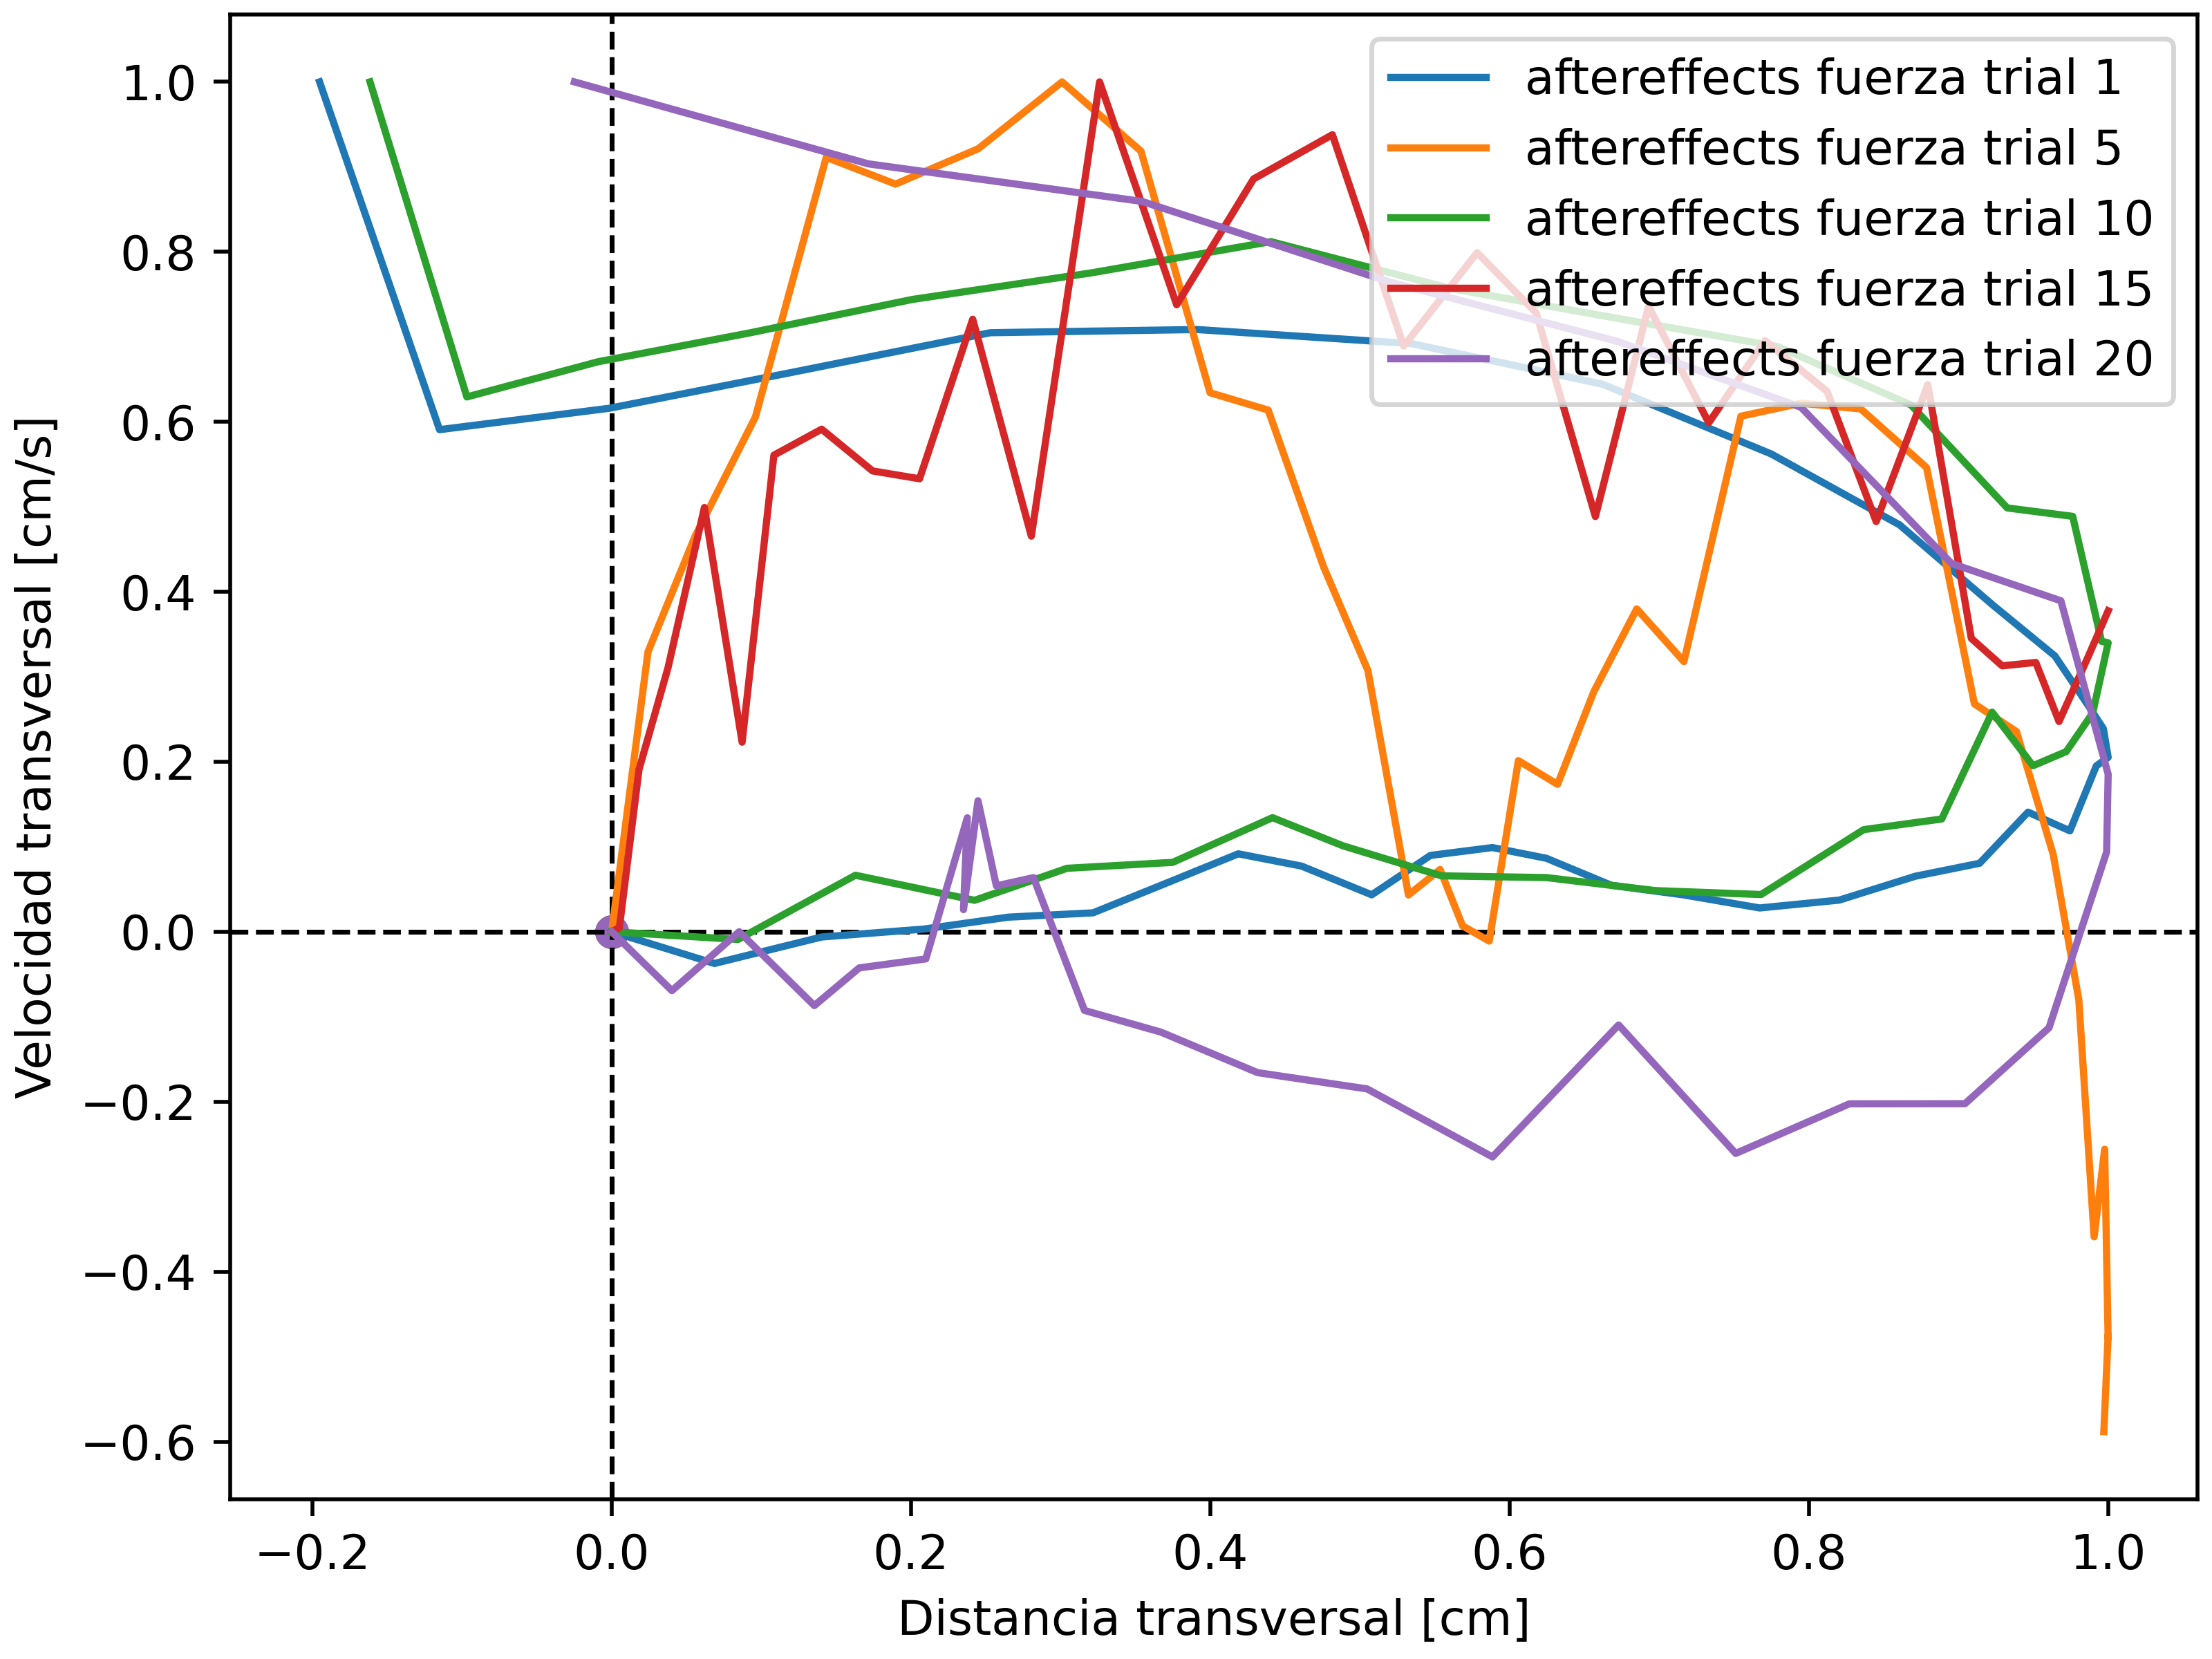 aftereffects fuerza trial 1
aftereffects fuerza trial 5
aftereffects fuerza trial 10
aftereffects fuerza trial 15
aftereffects fuerza trial 20
Velocidad transversal [cm/s]
1.0
0.8
0.6
0.4
0.2
0.0
−0.2
−0.4
−0.6
−0.2 0.0 0.2 0.4 0.6 0.8 1.0
Distancia transversal [cm]